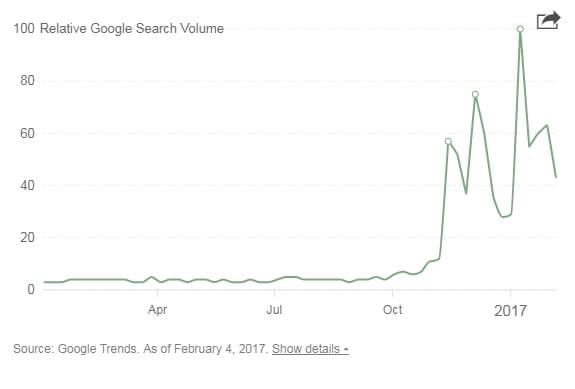 100 Relative Google Search Volume
80
60
40
20
0
Apr Jul Oct 2017
Source: Google Trends. As of February 4, 2017. Show details